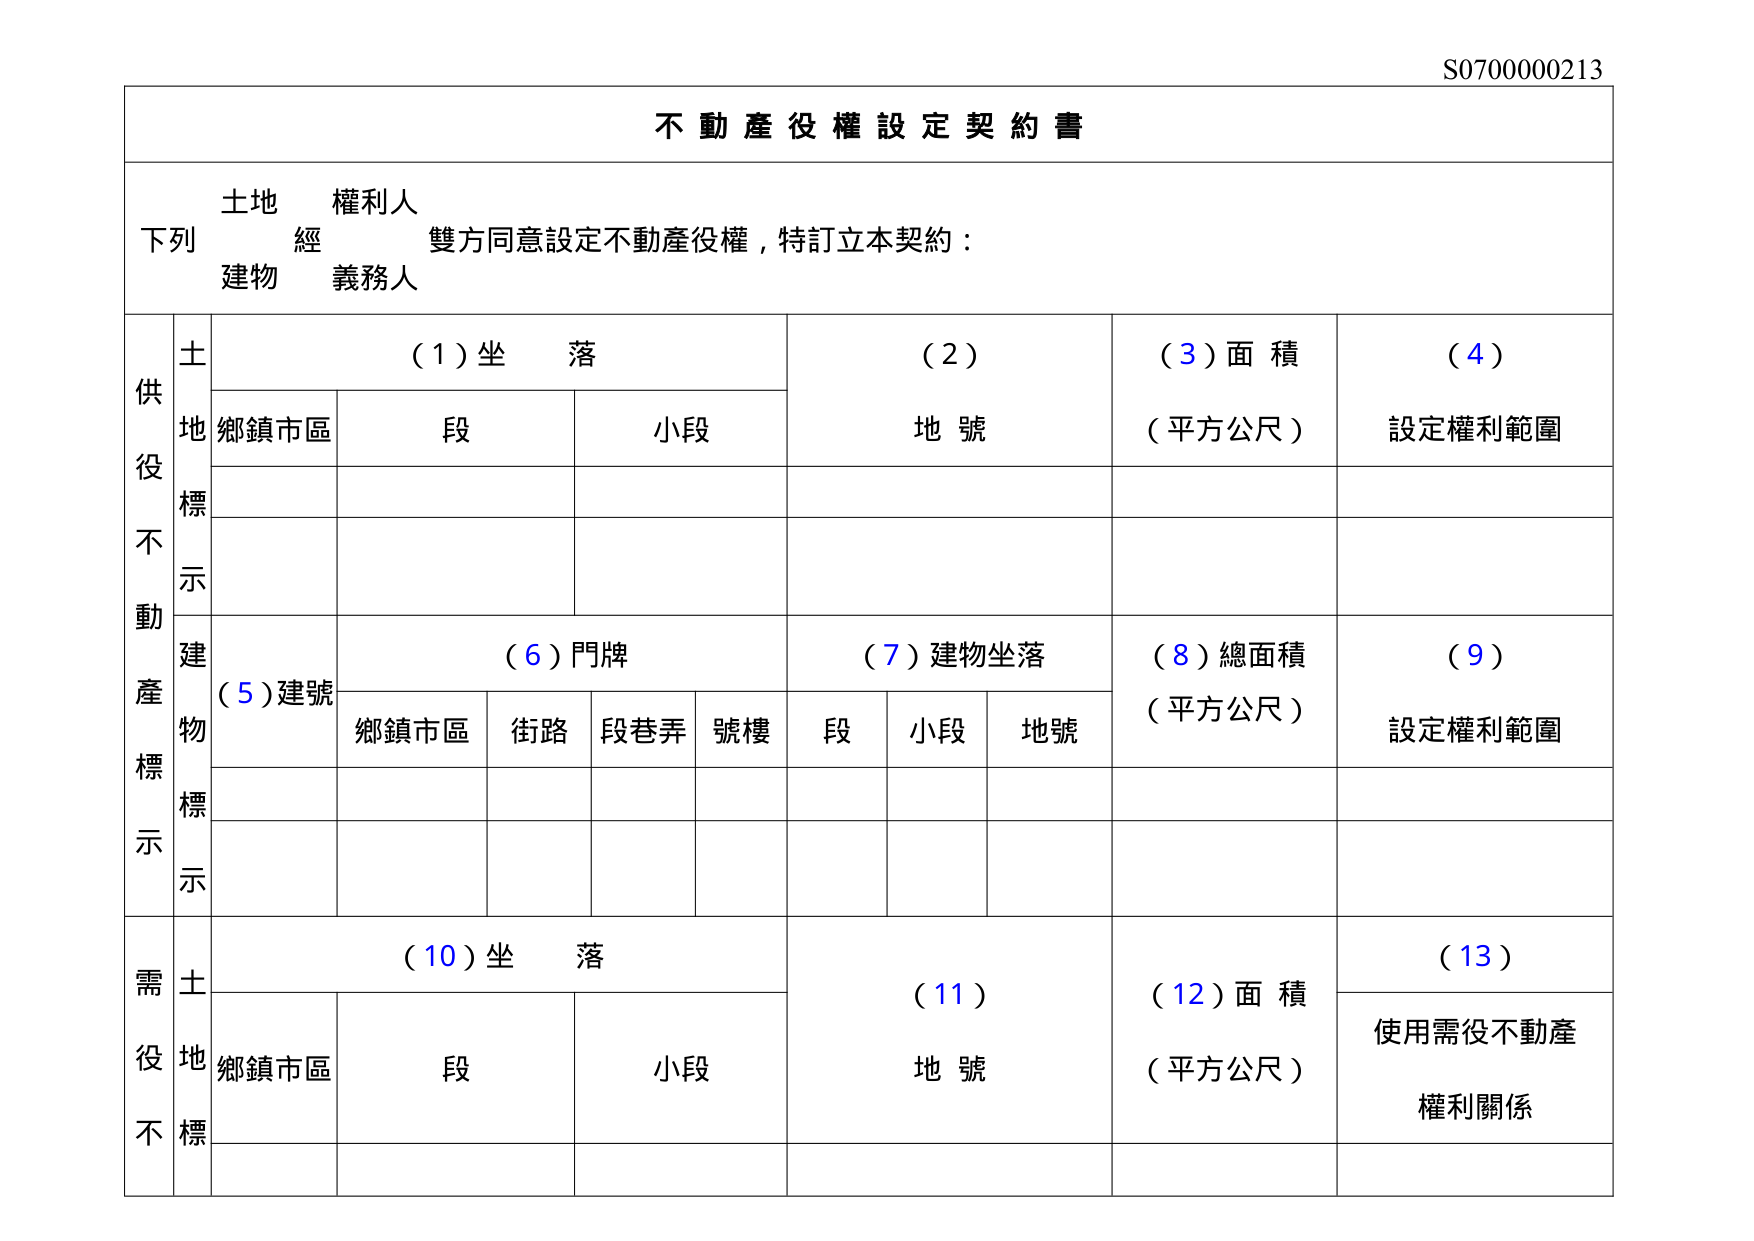 S0700000213
不動產役權設定契約書
土地 權利人
下列 經 雙方同意設定不動產役權，特訂立本契約：
建物 義務人
供役不動產標示
土地標示
（1）坐 落
（2）
地 號
（3）面 積
（平方公尺）
（4）
設定權利範圍
鄉鎮市區 段 小段
建物標示
（5）建號
（6）門牌
（7）建物坐落
（8）總面積
（平方公尺）
（9）
設定權利範圍
鄉鎮市區 街路 段巷弄 號樓 段 小段 地號
需役不
土地標
（10）坐 落
（11）
地 號
（12）面 積
（平方公尺）
（13）
使用需役不動產
權利關係
鄉鎮市區 段 小段